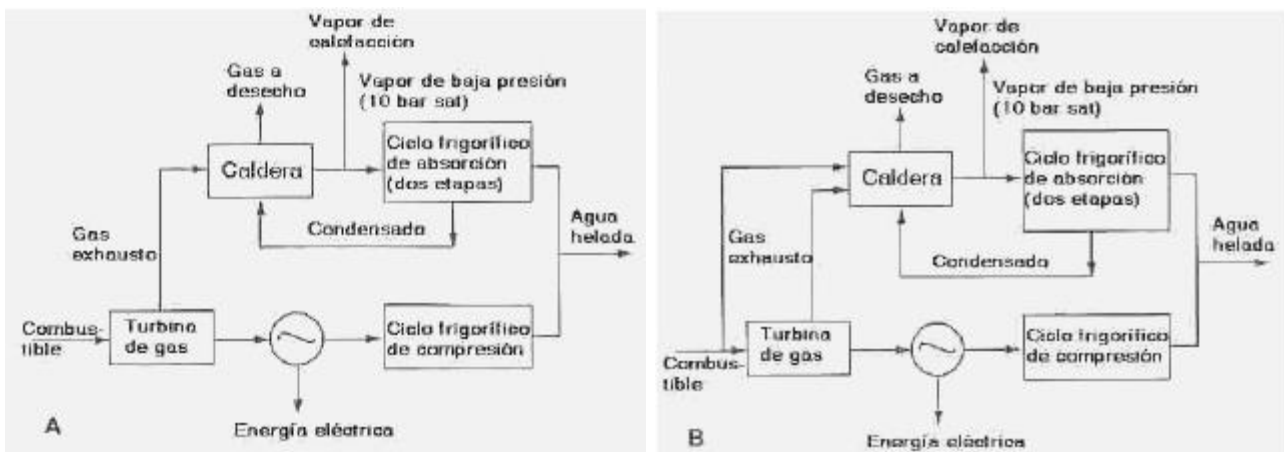 Vapor de
calefacción
Gas a
desecho
Vapor de baja presión
(10 bar sat)
Caldera
Ciclo frigorífico
de absorción
(dos etapas)
Condensado
Gas
exhausto
Agua
helada
Combus-
tible
Turbina
de gas
Ciclo frigorífico
de compresión
Energía eléctrica
A
Vapor de
calefacción
Gas a
desecho
Vapor de baja presión
(10 bar sat)
Caldera
Ciclo frigorífico
de absorción
(dos etapas)
Condensado
Gas
exhausto
Agua
helada
Combus-
tible
Turbina
de gas
Ciclo frigorífico
de compresión
Energía eléctrica
B